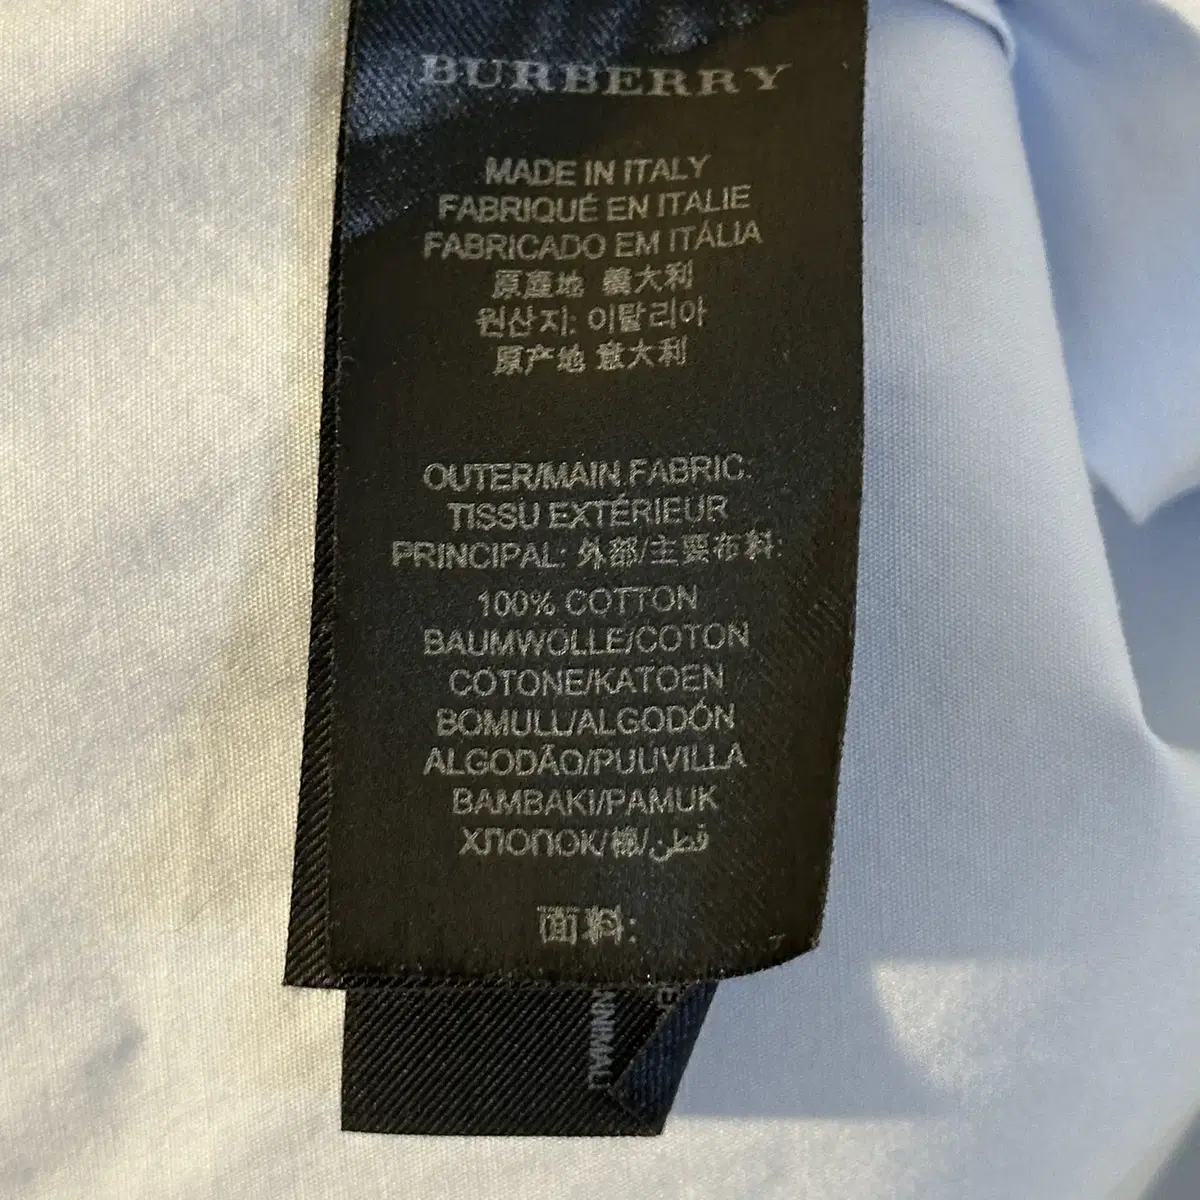 BURBERRY
MADE IN ITALY
FABRIQUÉ EN ITALIE
FABRICADO EM ITÁLIA
原産地 義大利
원산지: 이탈리아
原产地 意大利
OUTER/MAIN FABRIC:
TISSU EXTÉRIEUR
PRINCIPAL: 外部/主要布料:
100% COTTON
BAUMWOLLE/COTON
COTONE/KATOEN
BOMULL/ALGODÓN
ALGODÃO/PUUVILLA
BAMBAKI/PAMUK
ХЛОПОК/棉/قطن
面料: